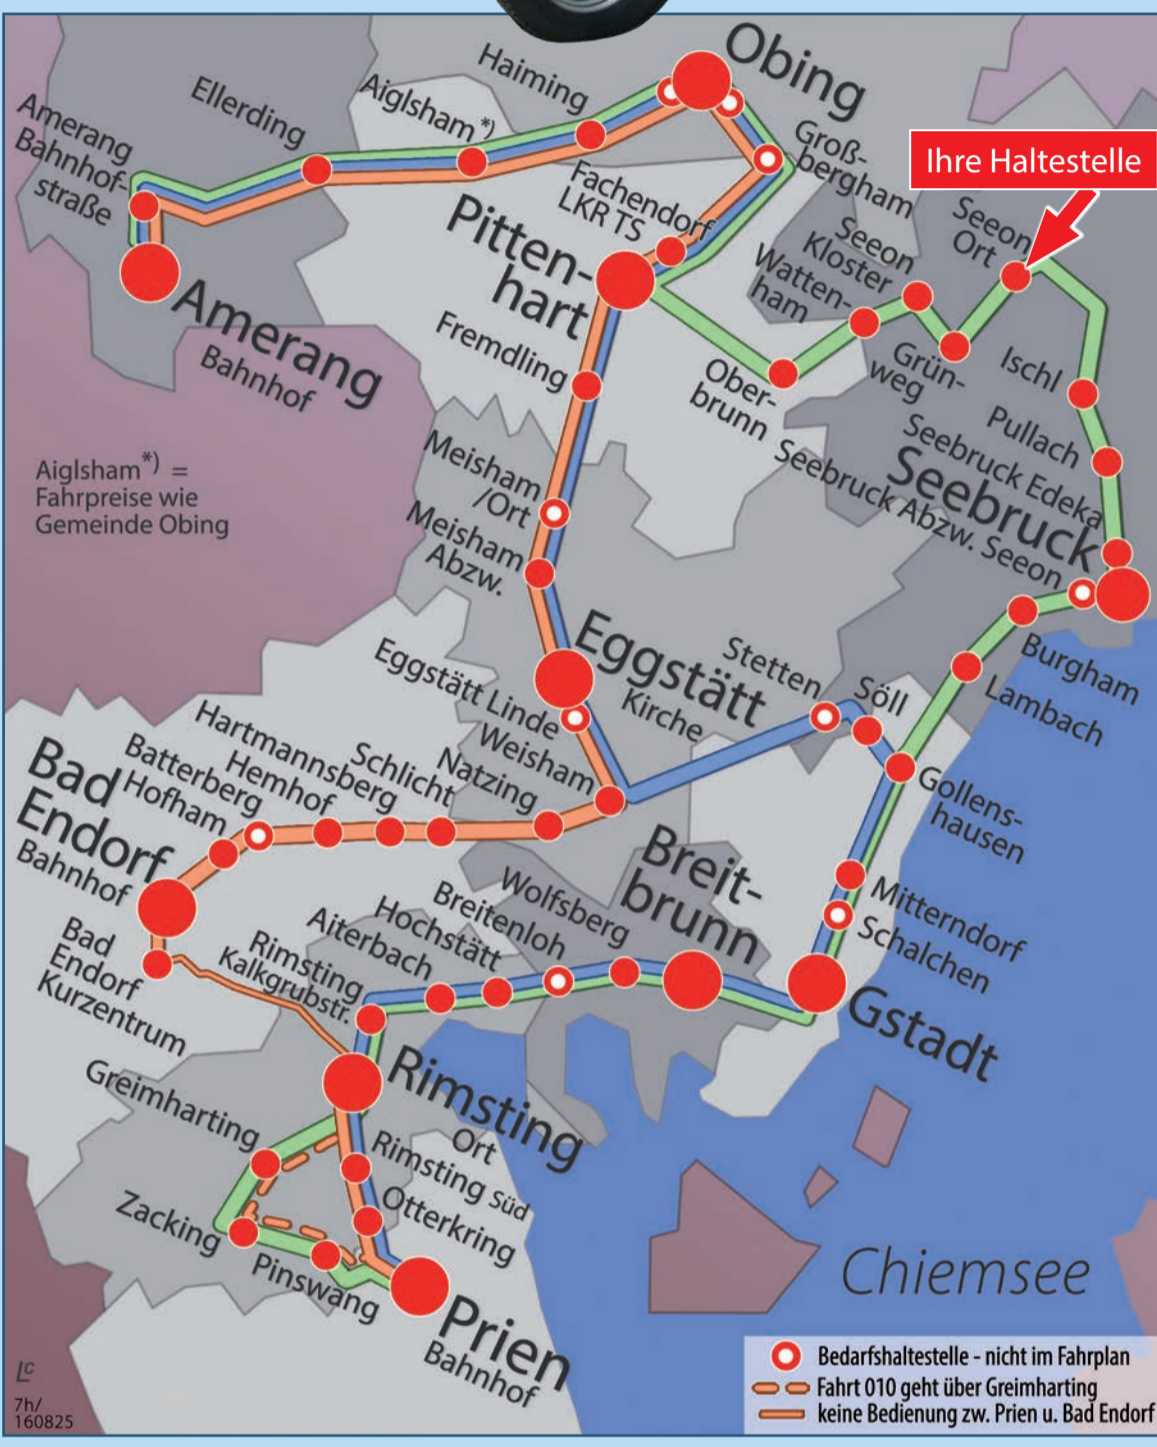 Obing
Haiming
Aiglsham*)
Ellerding
Amerang
Bahnhof-
straße
Groß-
bergham
Ihre Haltestelle
Fachendorf
LKR TS
Seeon
Ort
Seeon
Kloster
Watten-
ham
Pitten-
hart
Amerang
Bahnhof
Fremdling
Ober-
brunn
Grün-
weg
Ischl
Pullach
Seebruck Edeka
Seebruck
Seebruck Abzw. Seeon
Aiglsham*) =
Fahrpreise wie
Gemeinde Obing
Meisham
/Ort
Meisham
Abzw.
Eggstätt
Kirche
Eggstätt Linde
Weisham
Stetten
Söll
Burgham
Lambach
Gollens-
hausen
Hartmannsberg
Schlicht
Natzing
Batterberg
Hemhof
Hofham
Bad
Endorf
Bahnhof
Breit-
brunn
Wolfsberg
Breitenloh
Hochstätt
Aiterbach
Rimsting
Kalkgrubstr.
Mitterndorf
Schalchen
Bad
Endorf
Kurzentrum
Gstadt
Greimharting
Rimsting
Ort
Rimsting Süd
Otterkring
Zacking
Pinswang
Prien
Bahnhof
Chiemsee
Bedarfshaltestelle - nicht im Fahrplan
Fahrt 010 geht über Greimharting
keine Bedienung zw. Prien u. Bad Endorf
LC
7h/
160825